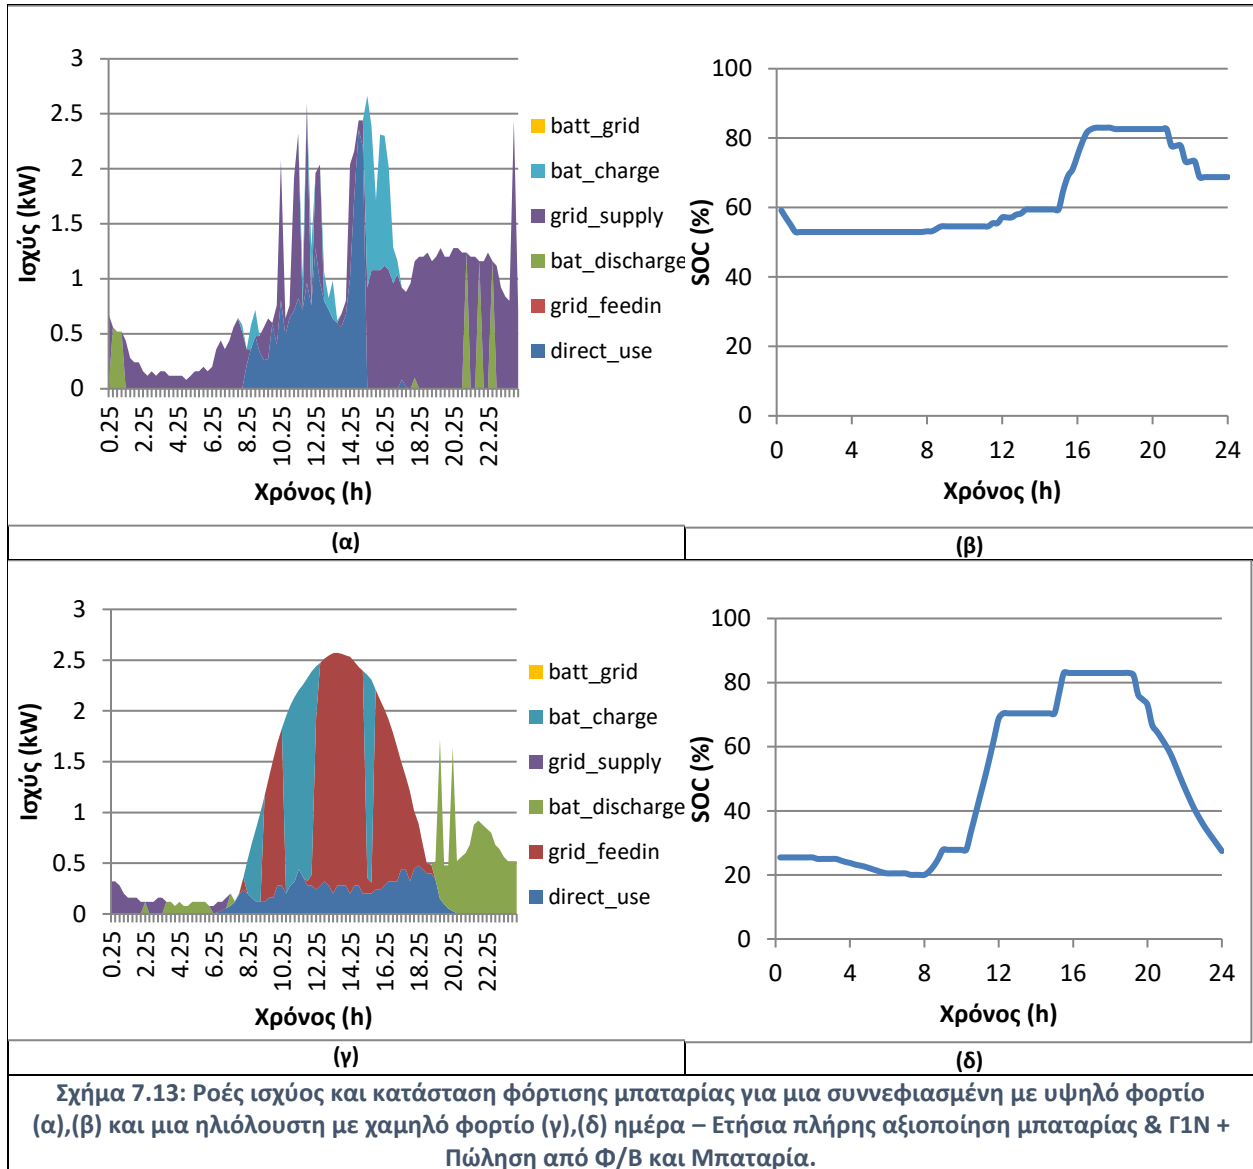 3
2.5
2
1.5
1
0.5
0
Ισχύς (kW)
0.25
2.25
4.25
6.25
8.25
10.25
12.25
14.25
16.25
18.25
20.25
22.25
Χρόνος (h)
batt_grid
bat_charge
grid_supply
bat_discharge
grid_feedin
direct_use
100
80
60
40
20
0
SOC (%)
0 4 8 12 16 20 24
Χρόνος (h)
(α)
(β)
3
2.5
2
1.5
1
0.5
0
Ισχύς (kW)
0.25
2.25
4.25
6.25
8.25
10.25
12.25
14.25
16.25
18.25
20.25
22.25
Χρόνος (h)
batt_grid
bat_charge
grid_supply
bat_discharge
grid_feedin
direct_use
100
80
60
40
20
0
SOC (%)
0 4 8 12 16 20 24
Χρόνος (h)
(γ)
(δ)
Σχήμα 7.13: Ροές ισχύος και κατάσταση φόρτισης μπαταρίας για μια συννεφιασμένη με υψηλό φορτίο
(α),(β) και μια ηλιόλουστη με χαμηλό φορτίο (γ),(δ) ημέρα – Ετήσια πλήρης αξιοποίηση μπαταρίας & Γ1Ν +
Πώληση από Φ/Β και Μπαταρία.